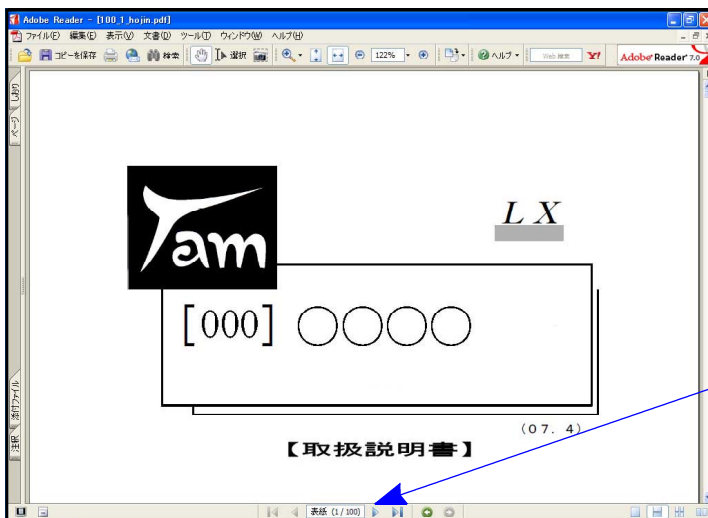 Adobe Reader - [100_1_hojin.pdf]
ファイル(F) 編集(E) 表示(V) 文書(D) ツール(T) ウィンドウ(W) ヘルプ(H)
コピーを保存 検索 選択 122% ヘルプ Web 検索 Y! Adobe Reader 7.0
しおり
ページ
Tam
LX
[000] ○○○○
(07. 4)
【取扱説明書】
添付ファイル
注釈
表紙 (1 / 100)